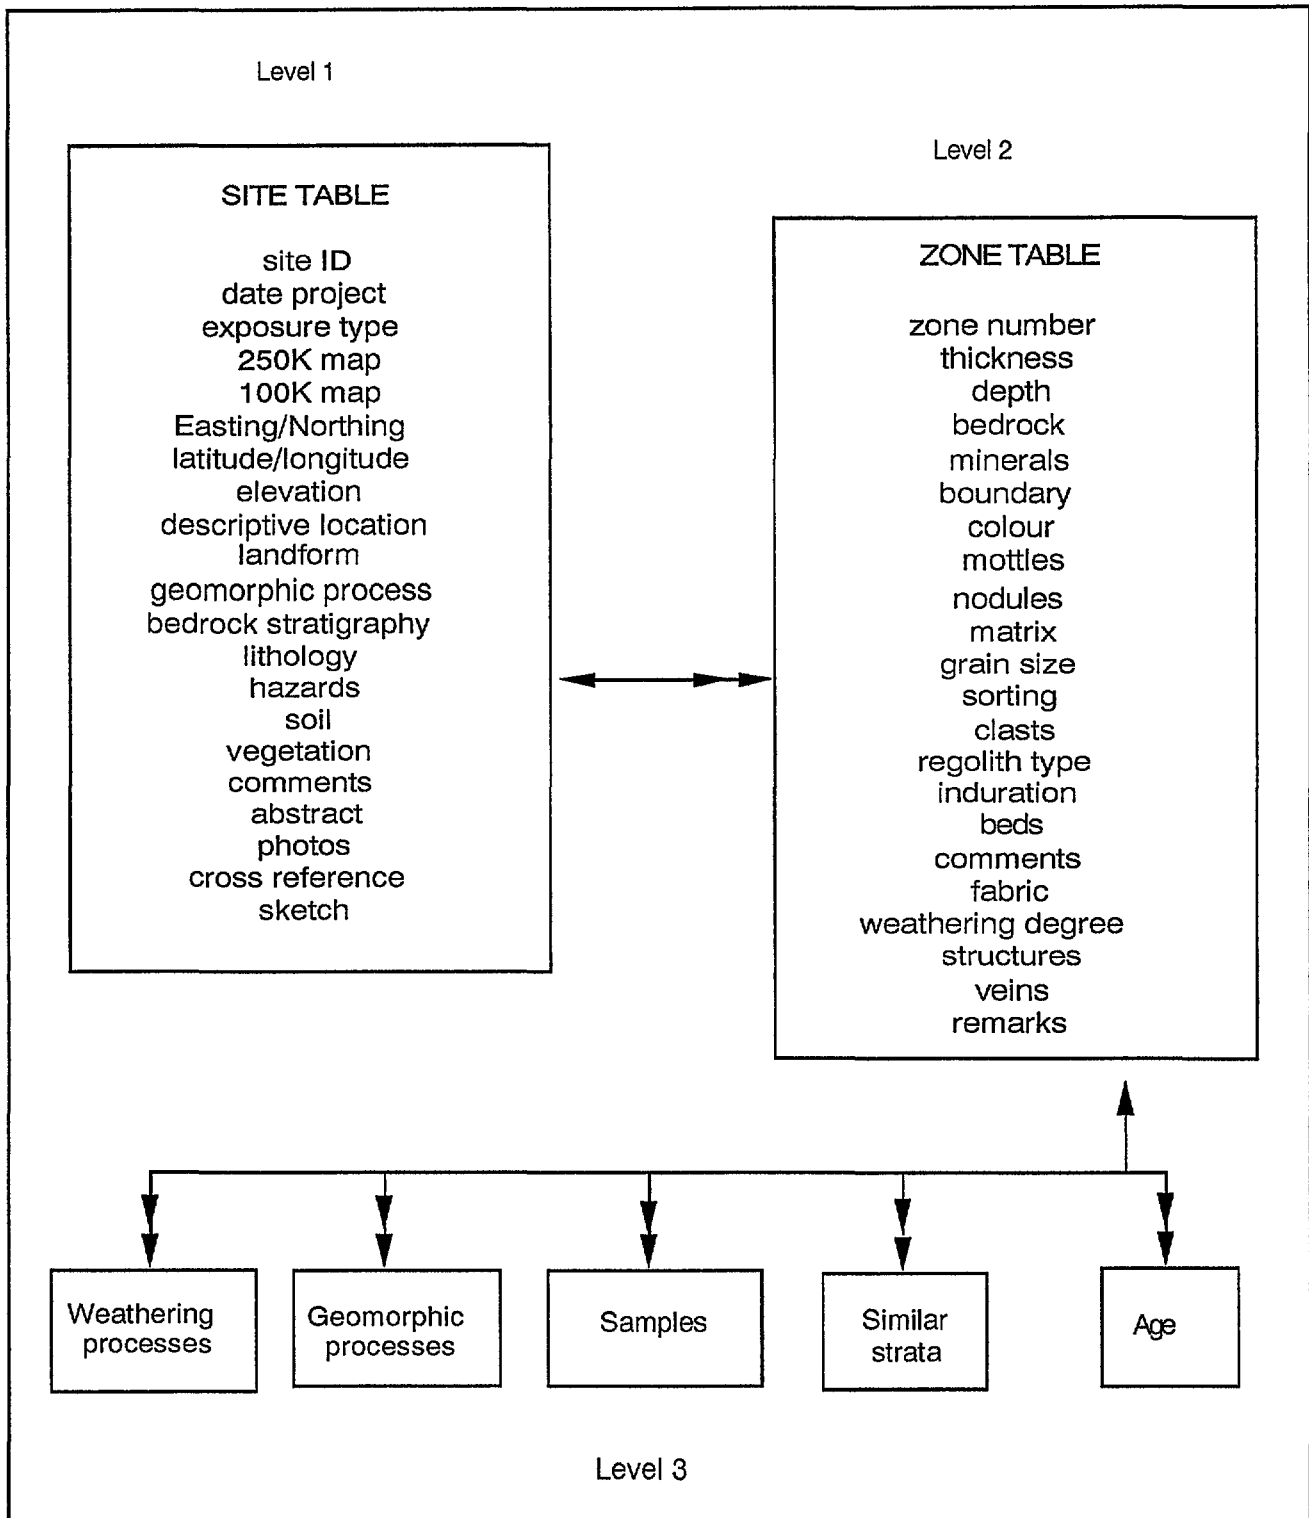 Level 1
SITE TABLE
site ID
date project
exposure type
250K map
100K map
Easting/Northing
latitude/longitude
elevation
descriptive location
landform
geomorphic process
bedrock stratigraphy
lithology
hazards
soil
vegetation
comments
abstract
photos
cross reference
sketch
Level 2
ZONE TABLE
zone number
thickness
depth
bedrock
minerals
boundary
colour
mottles
nodules
matrix
grain size
sorting
clasts
regolith type
induration
beds
comments
fabric
weathering degree
structures
veins
remarks
Weathering
processes
Geomorphic
processes
Samples
Similar
strata
Age
Level 3